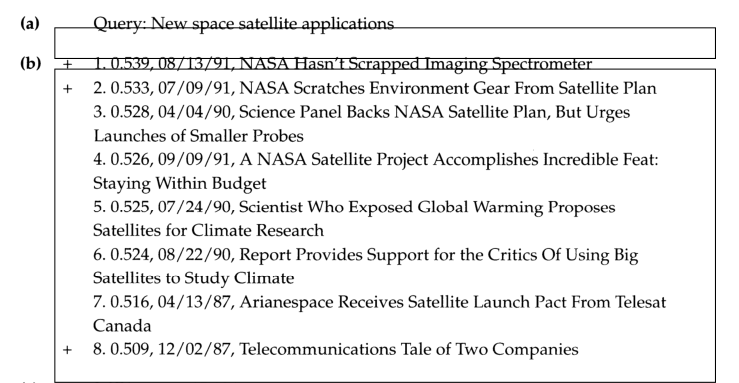 (a) Query: New space satellite applications
(b) + 1. 0.539, 08/13/91, NASA Hasn't Scrapped Imaging Spectrometer
+ 2. 0.533, 07/09/91, NASA Scratches Environment Gear From Satellite Plan
3. 0.528, 04/04/90, Science Panel Backs NASA Satellite Plan, But Urges
Launches of Smaller Probes
4. 0.526, 09/09/91, A NASA Satellite Project Accomplishes Incredible Feat:
Staying Within Budget
5. 0.525, 07/24/90, Scientist Who Exposed Global Warming Proposes
Satellites for Climate Research
6. 0.524, 08/22/90, Report Provides Support for the Critics Of Using Big
Satellites to Study Climate
7. 0.516, 04/13/87, Arianespace Receives Satellite Launch Pact From Telesat
Canada
+ 8. 0.509, 12/02/87, Telecommunications Tale of Two Companies